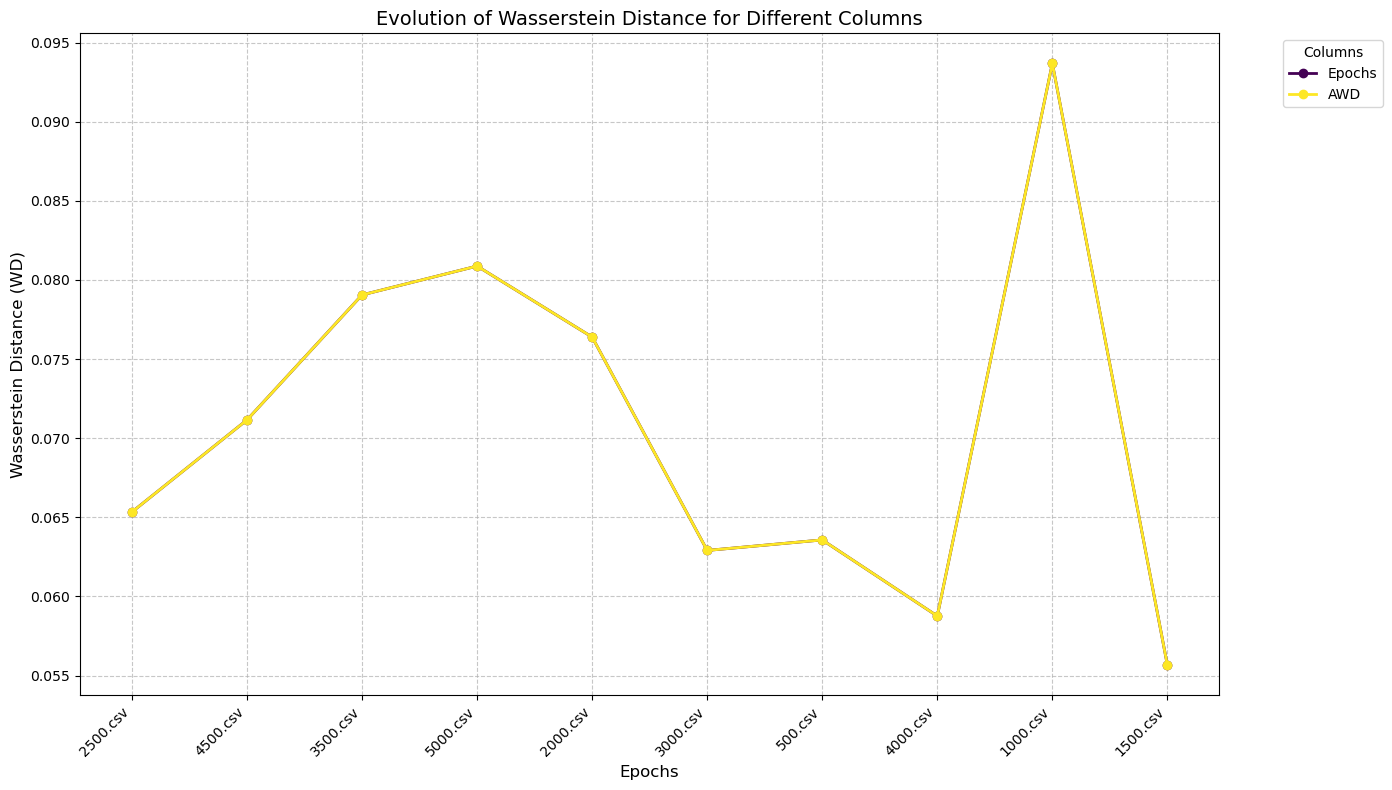 Evolution of Wasserstein Distance for Different Columns
Wasserstein Distance (WD)
0.095
0.090
0.085
0.080
0.075
0.070
0.065
0.060
0.055
2500.csv
4500.csv
3500.csv
5000.csv
2000.csv
3000.csv
500.csv
4000.csv
1000.csv
1500.csv
Epochs
Columns
Epochs
AWD